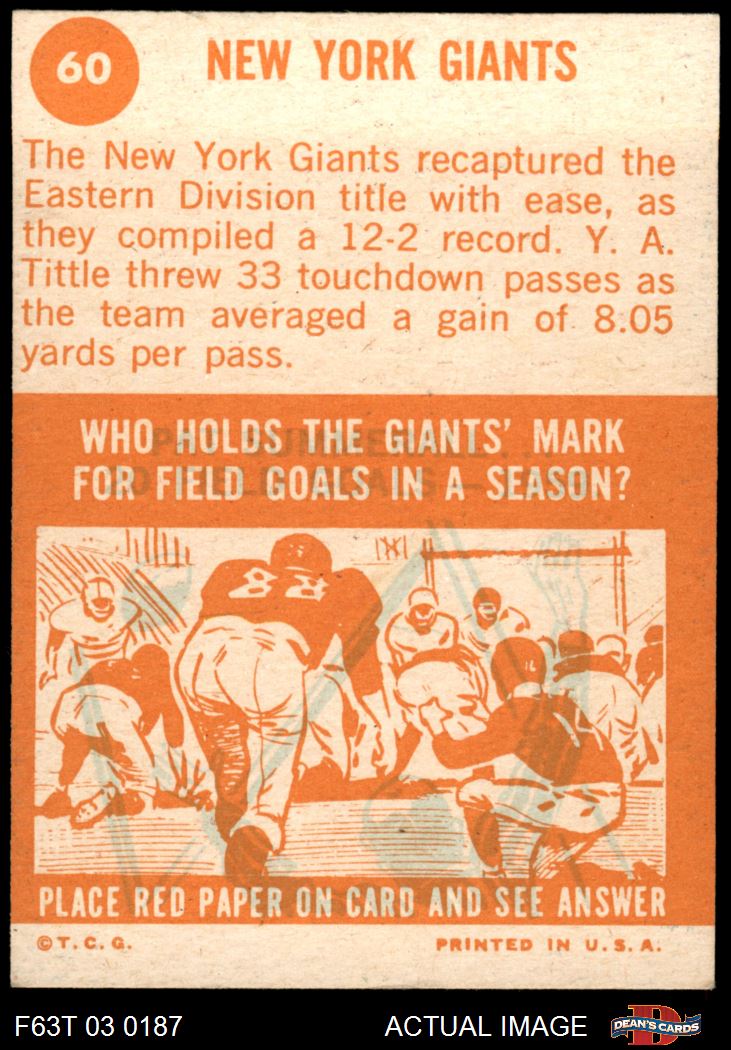 60
NEW YORK GIANTS
The New York Giants recaptured the
Eastern Division title with ease, as
they compiled a 12-2 record. Y. A.
Tittle threw 33 touchdown passes as
the team averaged a gain of 8.05
yards per pass.
WHO HOLDS THE GIANTS' MARK
FOR FIELD GOALS IN A SEASON?
88
PLACE RED PAPER ON CARD AND SEE ANSWER
©T.C.G.
PRINTED IN U.S.A.
F63T 03 0187
ACTUAL IMAGE
DEAN'S CARDS